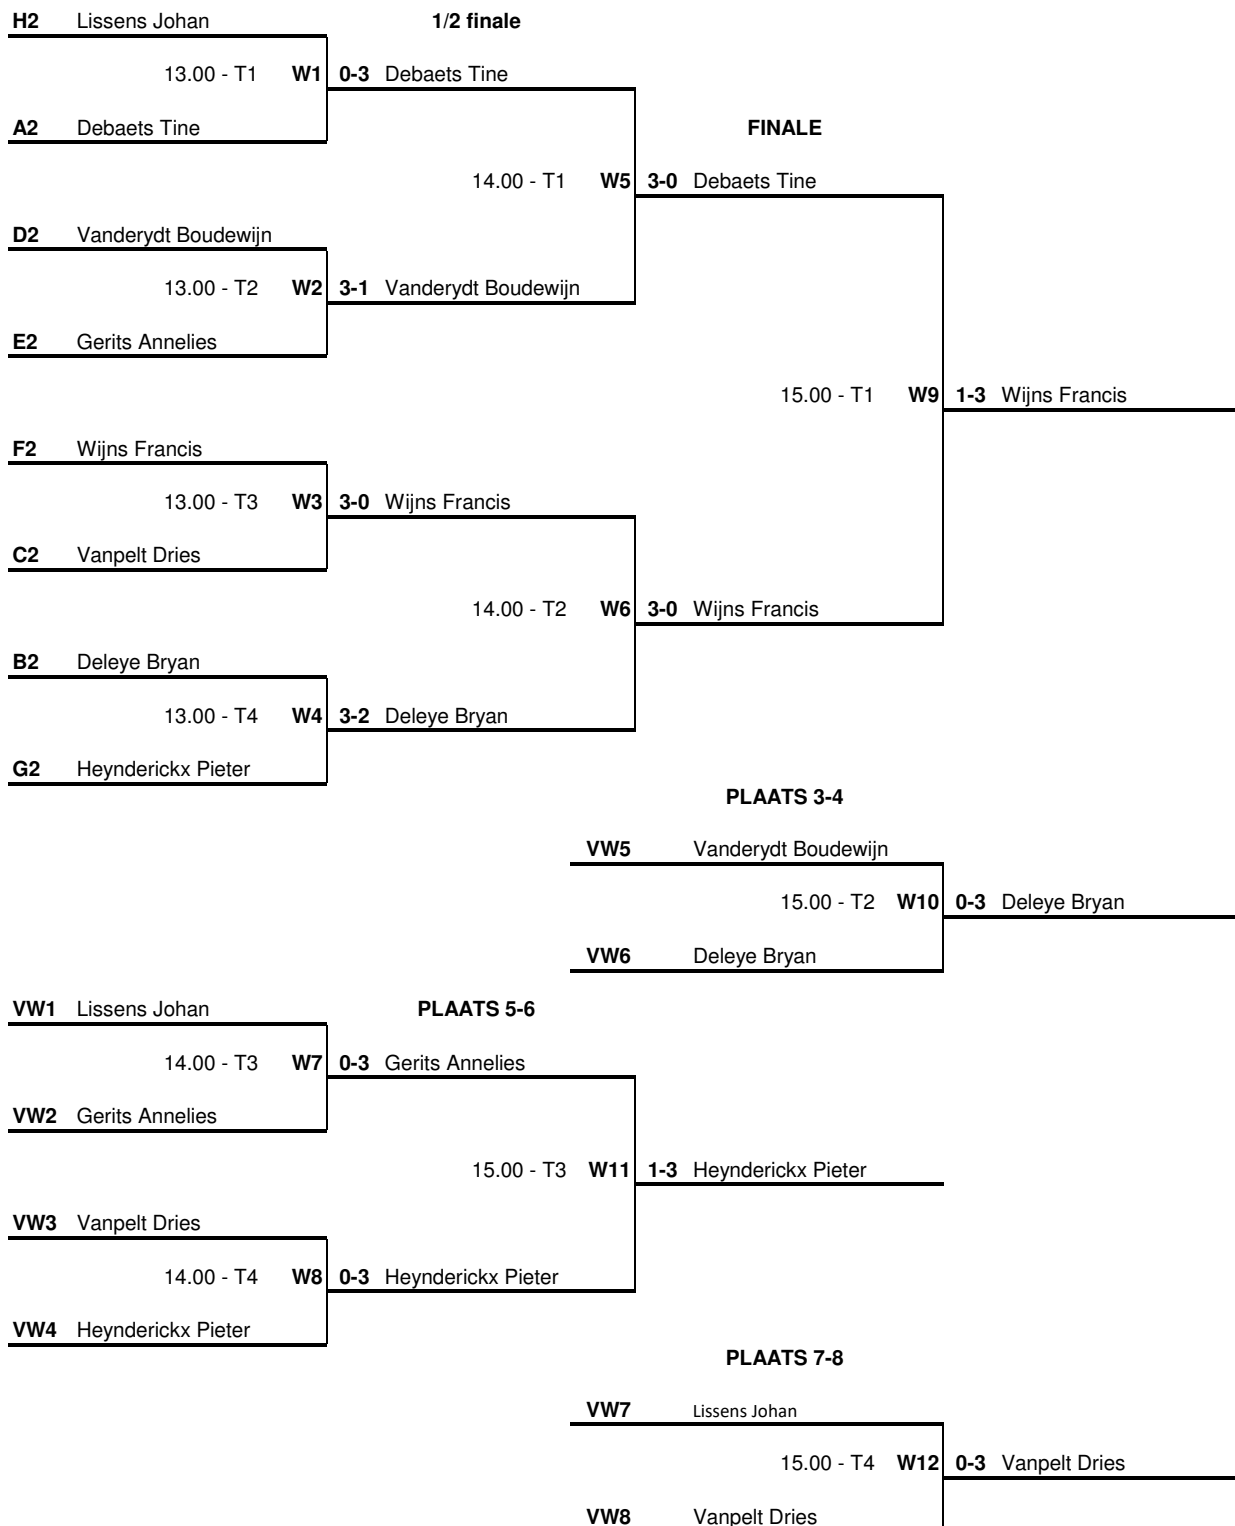 H2 Lissens Johan 1/2 finale
13.00 - T1 W1 0-3 Debaets Tine
A2 Debaets Tine FINALE
14.00 - T1 W5 3-0 Debaets Tine
D2 Vanderydt Boudewijn
13.00 - T2 W2 3-1 Vanderydt Boudewijn
E2 Gerits Annelies
15.00 - T1 W9 1-3 Wijns Francis
F2 Wijns Francis
13.00 - T3 W3 3-0 Wijns Francis
C2 Vanpelt Dries
14.00 - T2 W6 3-0 Wijns Francis
B2 Deleye Bryan
13.00 - T4 W4 3-2 Deleye Bryan
G2 Heynderickx Pieter
PLAATS 3-4
VW5 Vanderydt Boudewijn
15.00 - T2 W10 0-3 Deleye Bryan
VW6 Deleye Bryan
VW1 Lissens Johan PLAATS 5-6
14.00 - T3 W7 0-3 Gerits Annelies
VW2 Gerits Annelies
15.00 - T3 W11 1-3 Heynderickx Pieter
VW3 Vanpelt Dries
14.00 - T4 W8 0-3 Heynderickx Pieter
VW4 Heynderickx Pieter
PLAATS 7-8
VW7 Lissens Johan
15.00 - T4 W12 0-3 Vanpelt Dries
VW8 Vanpelt Dries